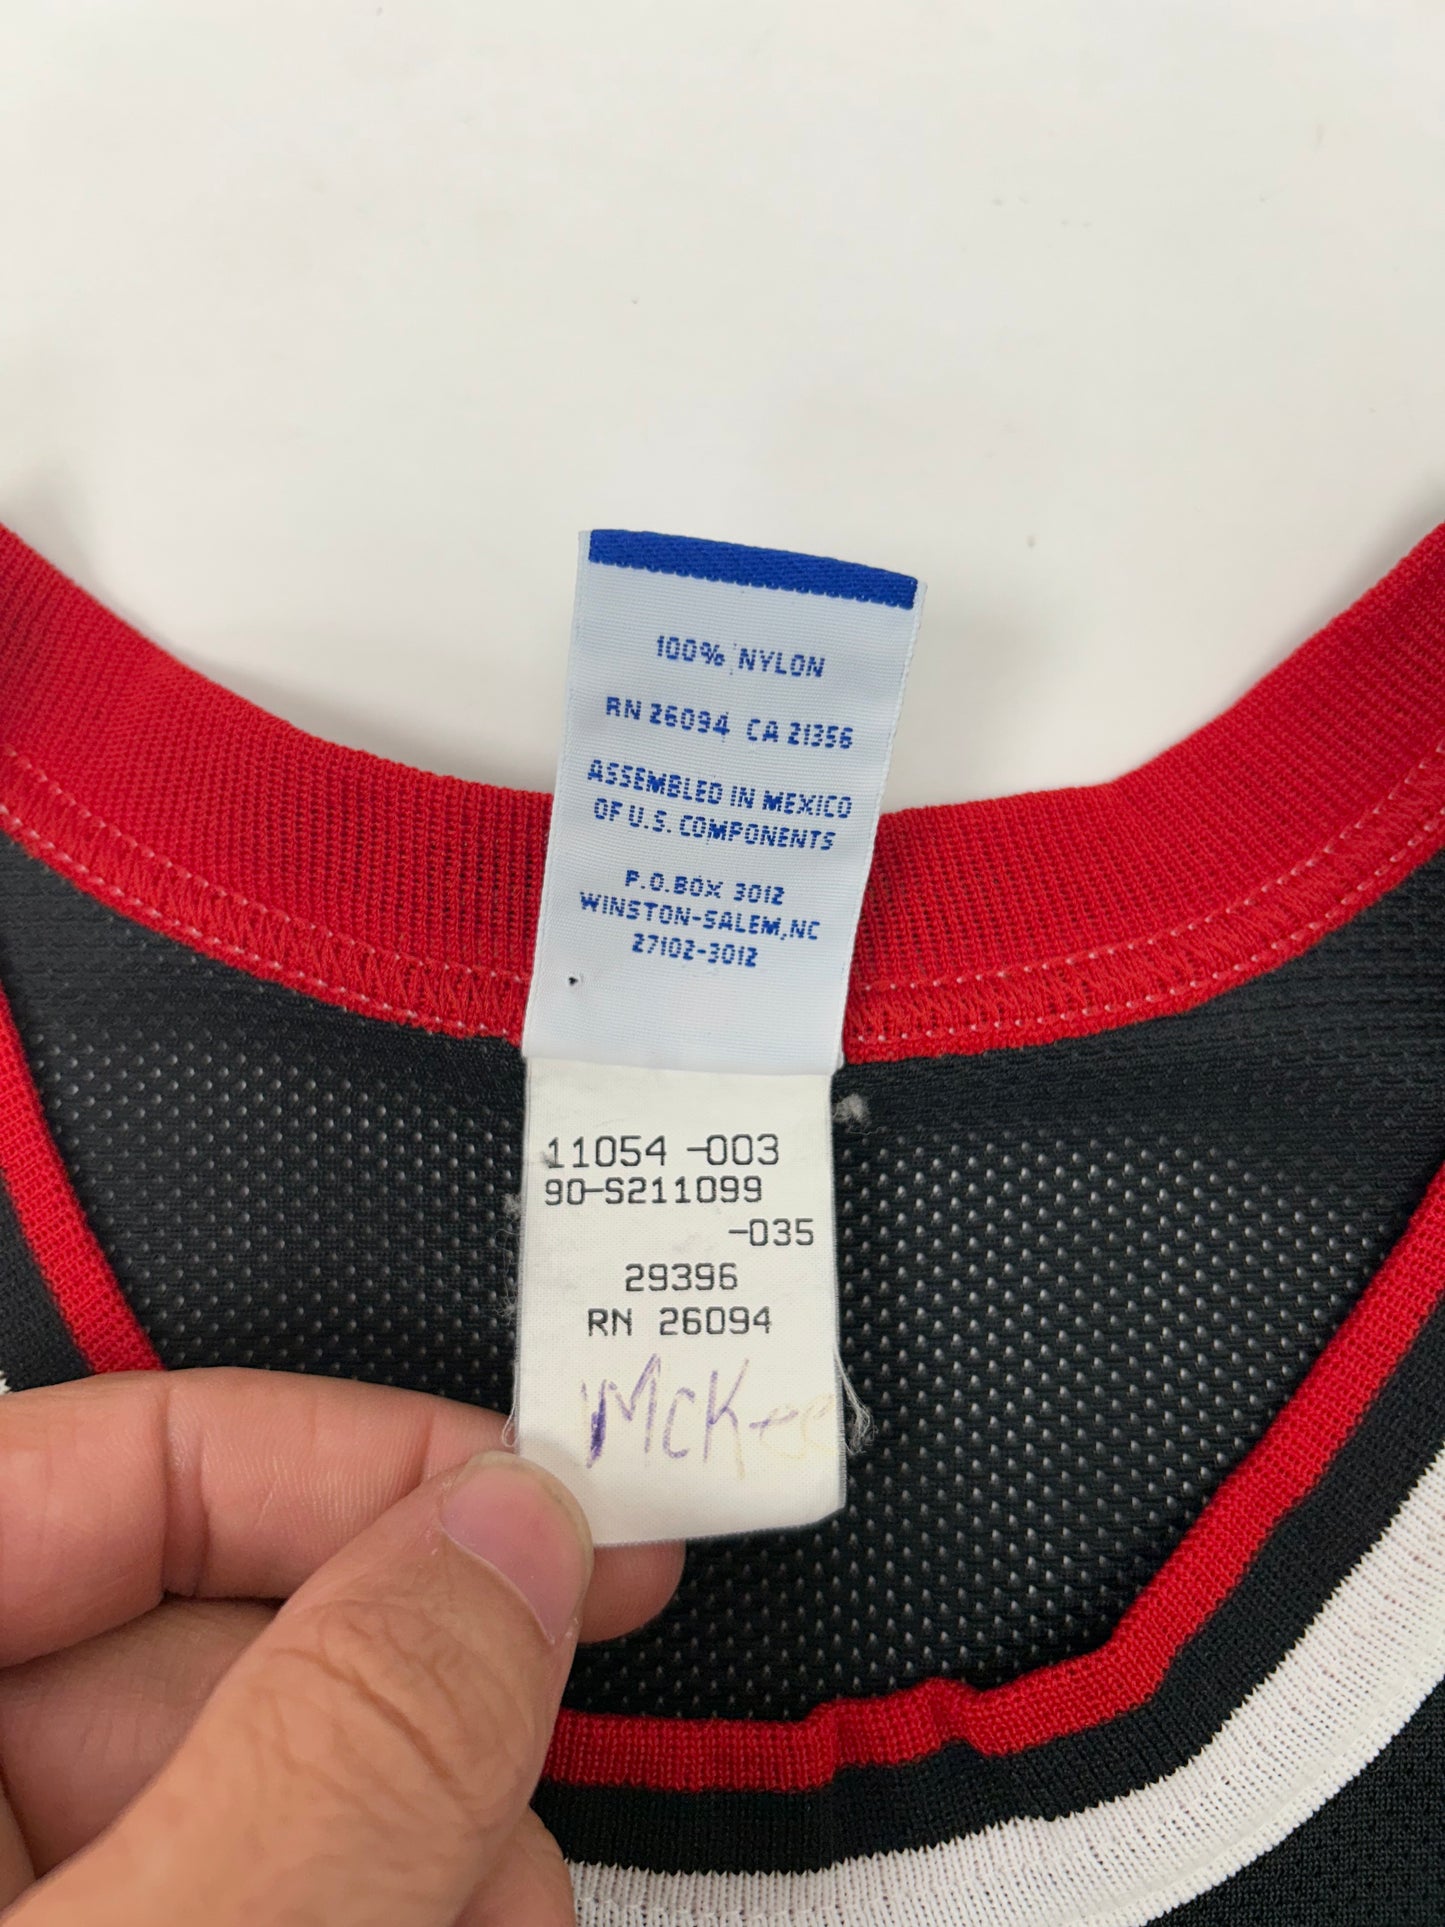 100% NYLON
RN 26094 CA 21356
ASSEMBLED IN MEXICO
OF U.S. COMPONENTS
P.O.BOX 3012
WINSTON-SALEM, NC
27102-3012
11054 -003
90-S211099
-035
29396
RN 26094
McKee